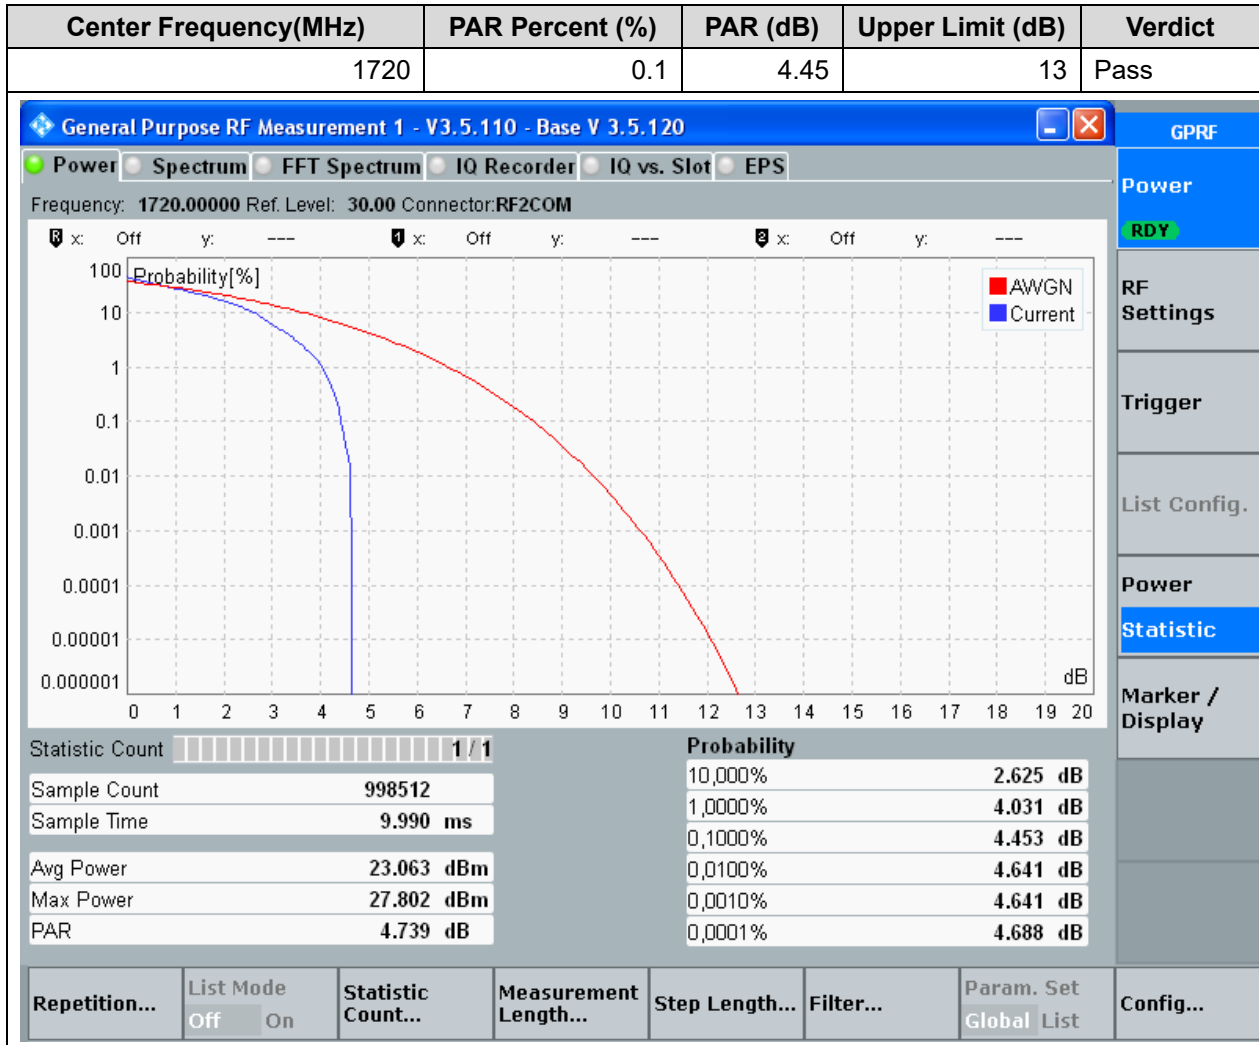 Center Frequency(MHz) PAR Percent (%) PAR (dB) Upper Limit (dB) Verdict
1720 0.1 4.45 13 Pass
General Purpose RF Measurement 1 - V3.5.110 - Base V 3.5.120
GPRF
Power Spectrum FFT Spectrum IQ Recorder IQ vs. Slot EPS
Frequency: 1720.00000 Ref. Level: 30.00 Connector:RF2COM
R x: Off y: --- 1 x: Off y: --- 2 x: Off y: ---
Power
RDY
RF
Settings
Trigger
List Config.
Power
Statistic
Marker /
Display
Probability[%]
AWGN
Current
100
10
1
0.1
0.01
0.001
0.0001
0.00001
0.000001
dB
0 1 2 3 4 5 6 7 8 9 10 11 12 13 14 15 16 17 18 19 20
Statistic Count 1 / 1
Sample Count 998512
Sample Time 9.990 ms
Avg Power 23.063 dBm
Max Power 27.802 dBm
PAR 4.739 dB
Probability
10,000% 2.625 dB
1,0000% 4.031 dB
0,1000% 4.453 dB
0,0100% 4.641 dB
0,0010% 4.641 dB
0,0001% 4.688 dB
Repetition...
List Mode
Off On
Statistic
Count...
Measurement
Length...
Step Length...
Filter...
Param. Set
Global List
Config...